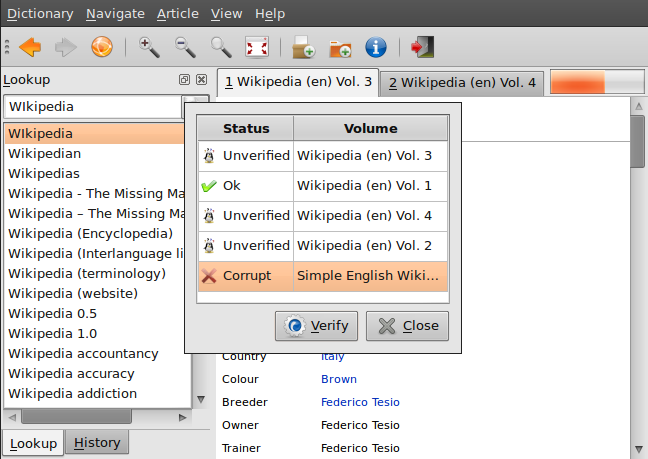 Dictionary Navigate Article View Help
Lookup
1 Wikipedia (en) Vol. 3
2 Wikipedia (en) Vol. 4
WIkipedia
WIkipedia
Wikipedian
Wikipedias
Wikipedia - The Missing Ma
Wikipedia – The Missing Ma
Wikipedia (Encyclopedia)
Wikipedia (Interlanguage li
Wikipedia (terminology)
Wikipedia (website)
Wikipedia 0.5
Wikipedia 1.0
Wikipedia accountancy
Wikipedia accuracy
Wikipedia addiction
Lookup History
Status Volume
Unverified Wikipedia (en) Vol. 3
Ok Wikipedia (en) Vol. 1
Unverified Wikipedia (en) Vol. 4
Unverified Wikipedia (en) Vol. 2
Corrupt Simple English Wiki...
Verify Close
Country Italy
Colour Brown
Breeder Federico Tesio
Owner Federico Tesio
Trainer Federico Tesio